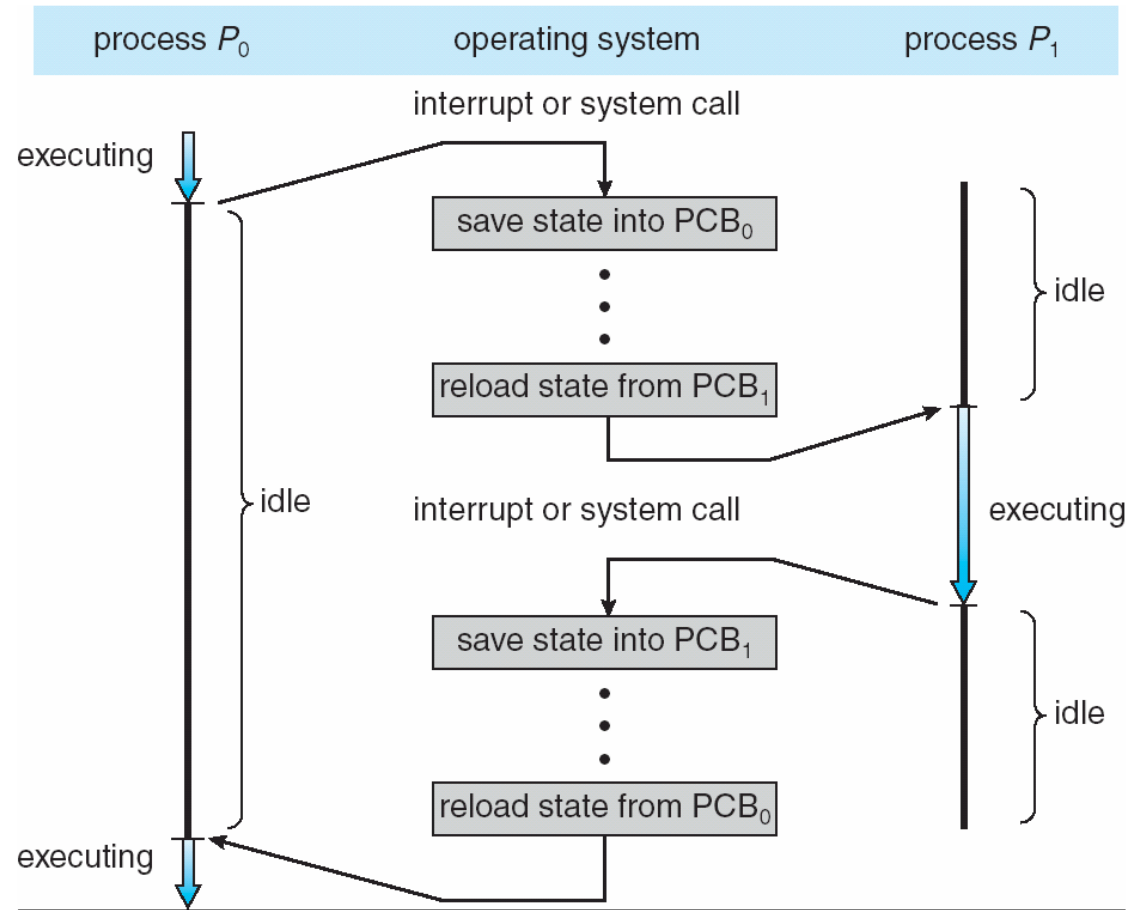 process P₀ operating system process P₁
interrupt or system call
executing
save state into PCB₀
idle
reload state from PCB₁
idle
interrupt or system call
executing
save state into PCB₁
idle
reload state from PCB₀
executing